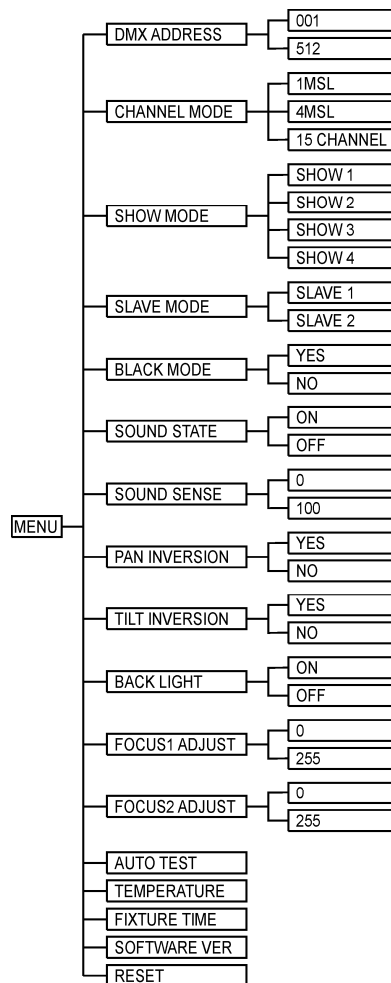 DMX ADDRESS
001
512
CHANNEL MODE
1MSL
4MSL
15 CHANNEL
SHOW MODE
SHOW 1
SHOW 2
SHOW 3
SHOW 4
SLAVE MODE
SLAVE 1
SLAVE 2
BLACK MODE
YES
NO
SOUND STATE
ON
OFF
SOUND SENSE
0
100
MENU
PAN INVERSION
YES
NO
TILT INVERSION
YES
NO
BACK LIGHT
ON
OFF
FOCUS1 ADJUST
0
255
FOCUS2 ADJUST
0
255
AUTO TEST
TEMPERATURE
FIXTURE TIME
SOFTWARE VER
RESET